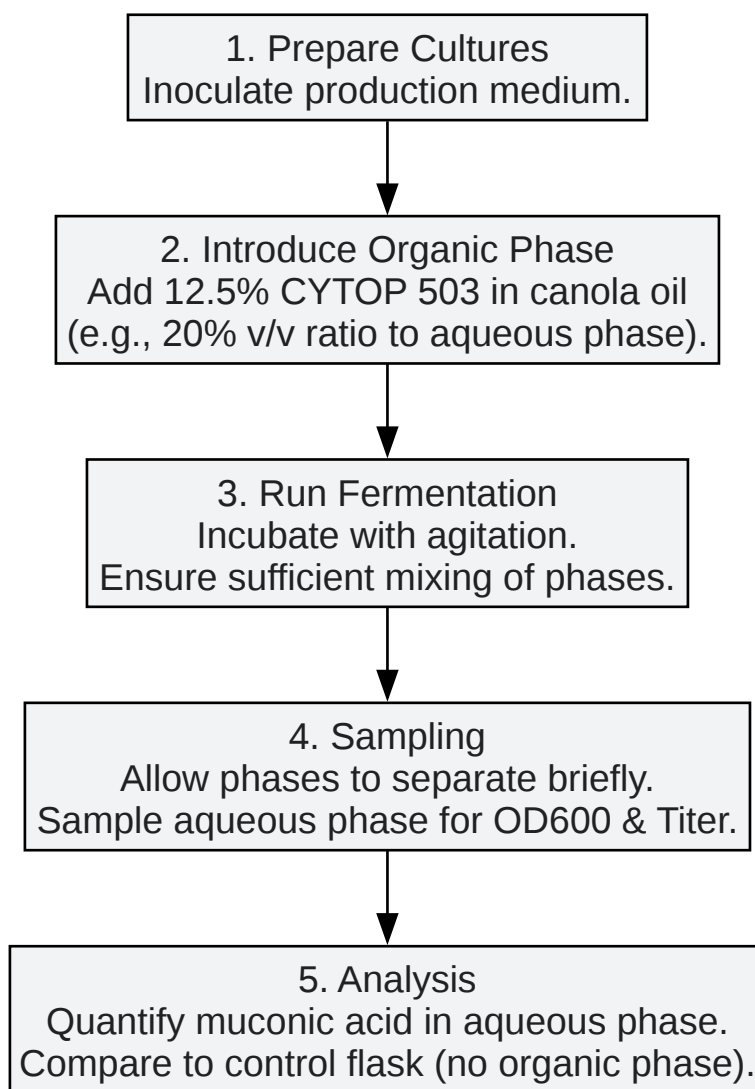 1. Prepare Cultures
Inoculate production medium.
2. Introduce Organic Phase
Add 12.5% CYTOP 503 in canola oil
(e.g., 20% v/v ratio to aqueous phase).
3. Run Fermentation
Incubate with agitation.
Ensure sufficient mixing of phases.
4. Sampling
Allow phases to separate briefly.
Sample aqueous phase for OD600 & Titer.
5. Analysis
Quantify muconic acid in aqueous phase.
Compare to control flask (no organic phase).